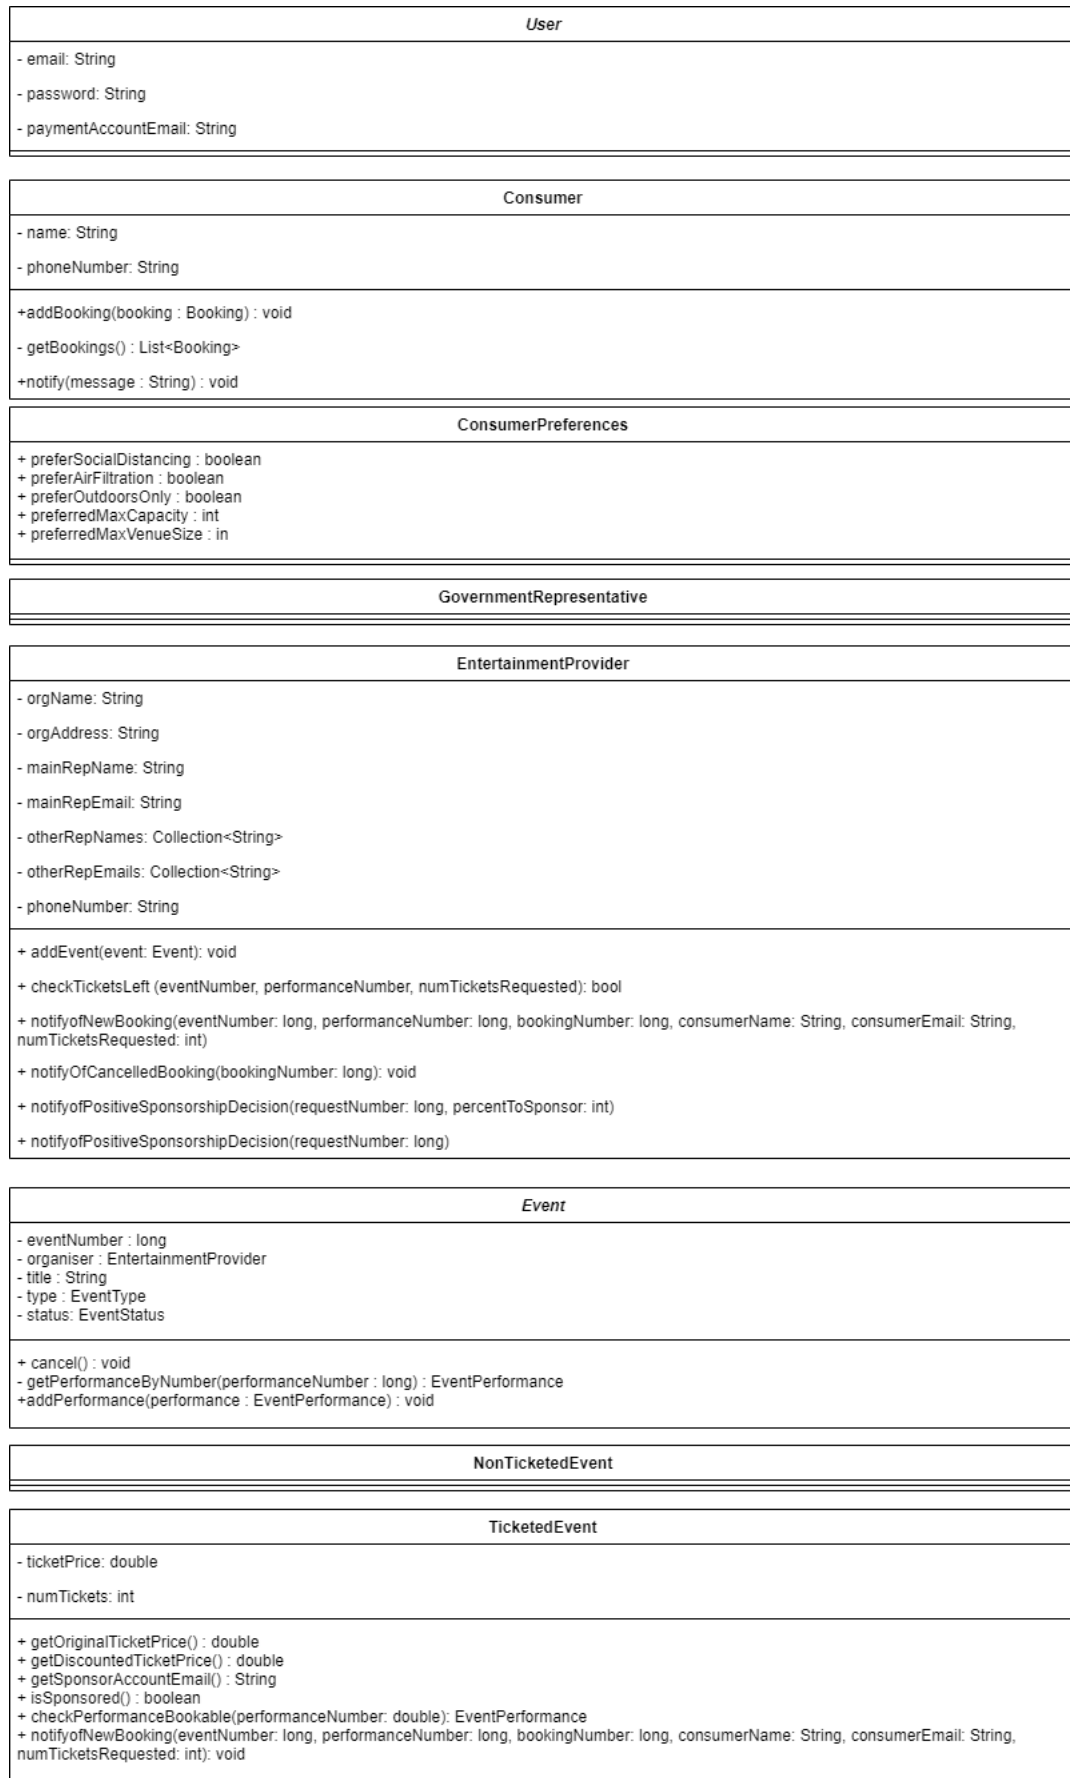 User
- email: String
- password: String
- paymentAccountEmail: String
Consumer
- name: String
- phoneNumber: String
+addBooking(booking : Booking) : void
- getBookings() : List<Booking>
+notify(message : String) : void
ConsumerPreferences
+ preferSocialDistancing : boolean
+ preferAirFiltration : boolean
+ preferOutdoorsOnly : boolean
+ preferredMaxCapacity : int
+ preferredMaxVenueSize : in
GovernmentRepresentative
EntertainmentProvider
- orgName: String
- orgAddress: String
- mainRepName: String
- mainRepEmail: String
- otherRepNames: Collection<String>
- otherRepEmails: Collection<String>
- phoneNumber: String
+ addEvent(event: Event): void
+ checkTicketsLeft (eventNumber, performanceNumber, numTicketsRequested): bool
+ notifyofNewBooking(eventNumber: long, performanceNumber: long, bookingNumber: long, consumerName: String, consumerEmail: String,
numTicketsRequested: int)
+ notifyOfCancelledBooking(bookingNumber: long): void
+ notifyofPositiveSponsorshipDecision(requestNumber: long, percentToSponsor: int)
+ notifyofPositiveSponsorshipDecision(requestNumber: long)
Event
- eventNumber : long
- organiser : EntertainmentProvider
- title : String
- type : EventType
- status: EventStatus
+ cancel() : void
- getPerformanceByNumber(performanceNumber : long) : EventPerformance
+addPerformance(performance : EventPerformance) : void
NonTicketedEvent
TicketedEvent
- ticketPrice: double
- numTickets: int
+ getOriginalTicketPrice() : double
+ getDiscountedTicketPrice() : double
+ getSponsorAccountEmail() : String
+ isSponsored() : boolean
+ checkPerformanceBookable(performanceNumber: double): EventPerformance
+ notifyofNewBooking(eventNumber: long, performanceNumber: long, bookingNumber: long, consumerName: String, consumerEmail: String,
numTicketsRequested: int): void